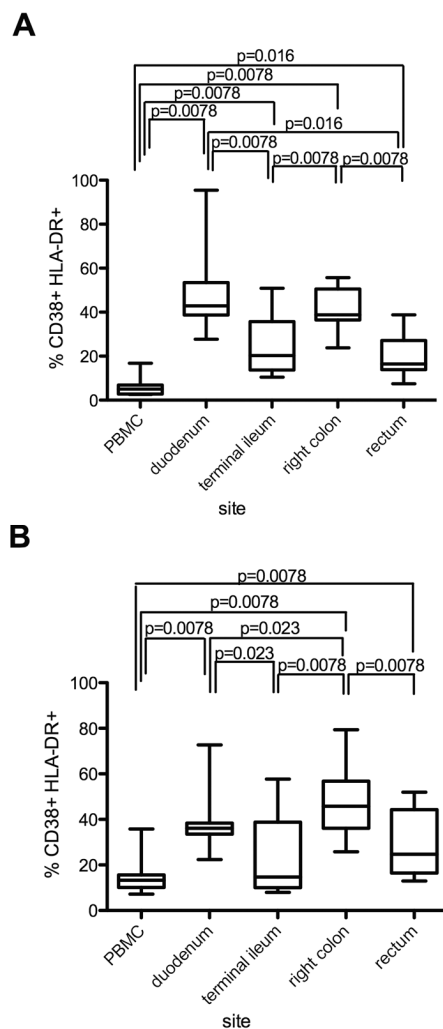 A
p=0.016
p=0.0078
p=0.0078
p=0.0078
p=0.016
p=0.0078
p=0.0078
p=0.0078
% CD38+ HLA-DR+
100
80
60
40
20
0
PBMC
duodenum
terminal ileum
right colon
rectum
site
B
p=0.0078
p=0.0078
p=0.0078
p=0.023
p=0.023
p=0.0078
p=0.0078
% CD38+ HLA-DR+
100
80
60
40
20
0
PBMC
duodenum
terminal ileum
right colon
rectum
site